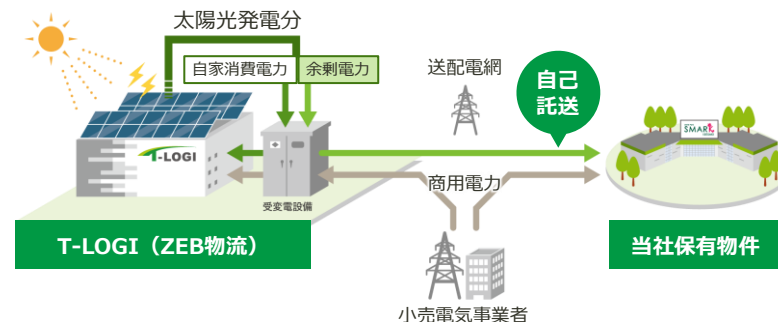 太陽光発電分
自家消費電力
余剰電力
送配電網
自己
託送
T-LOGI
SMARK
商用電力
受変電設備
T-LOGI（ZEB物流）
当社保有物件
小売電気事業者